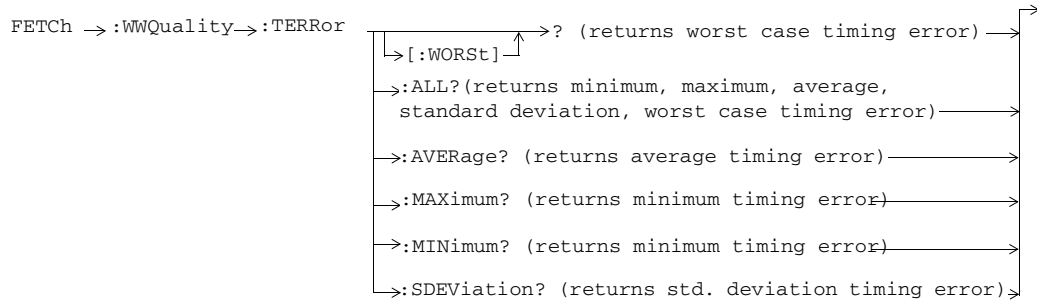 FETCh :WWQuality :TERRor ? (returns worst case timing error)
[:WORSt]
:ALL?(returns minimum, maximum, average,
standard deviation, worst case timing error)
:AVERage? (returns average timing error)
:MAXimum? (returns minimum timing error)
:MINimum? (returns minimum timing error)
:SDEViation? (returns std. deviation timing error)